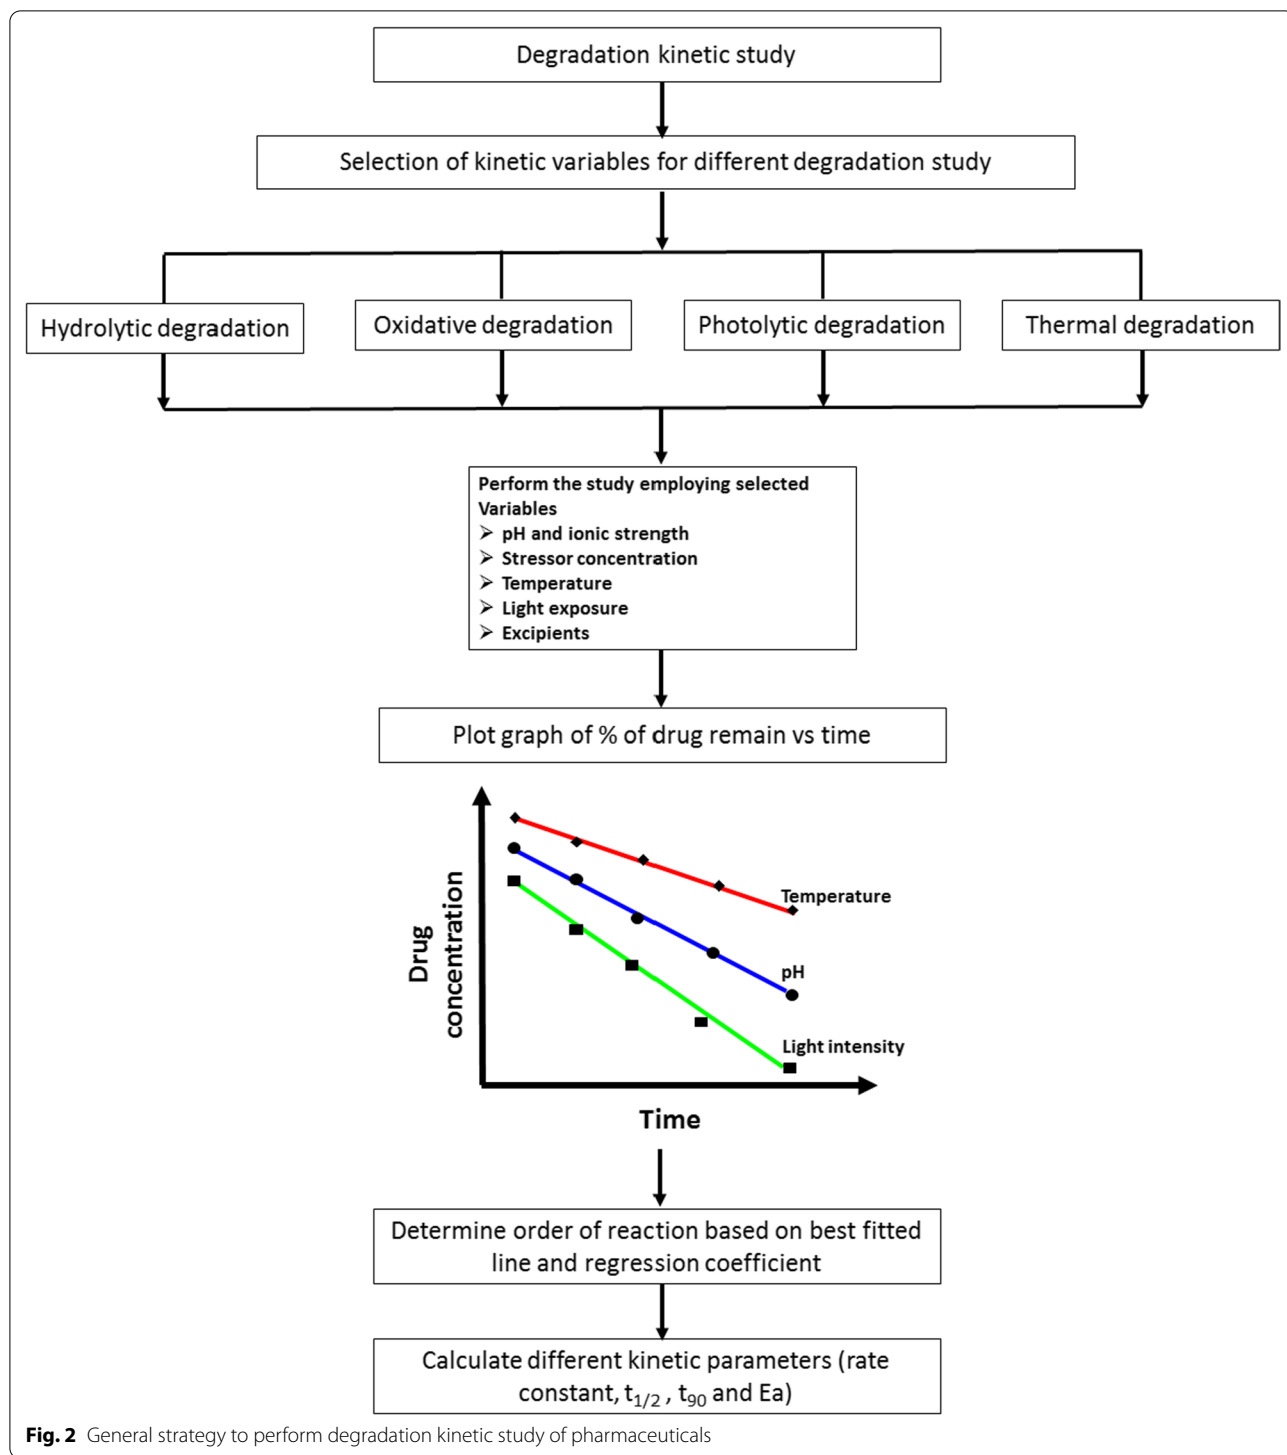 Degradation kinetic study
Selection of kinetic variables for different degradation study
Hydrolytic degradation
Oxidative degradation
Photolytic degradation
Thermal degradation
Perform the study employing selected
Variables
➢ pH and ionic strength
➢ Stressor concentration
➢ Temperature
➢ Light exposure
➢ Excipients
Plot graph of % of drug remain vs time
Drug
concentration
Temperature
pH
Light intensity
Time
Determine order of reaction based on best fitted
line and regression coefficient
Calculate different kinetic parameters (rate
constant, t1/2 , t90 and Ea)
Fig. 2 General strategy to perform degradation kinetic study of pharmaceuticals